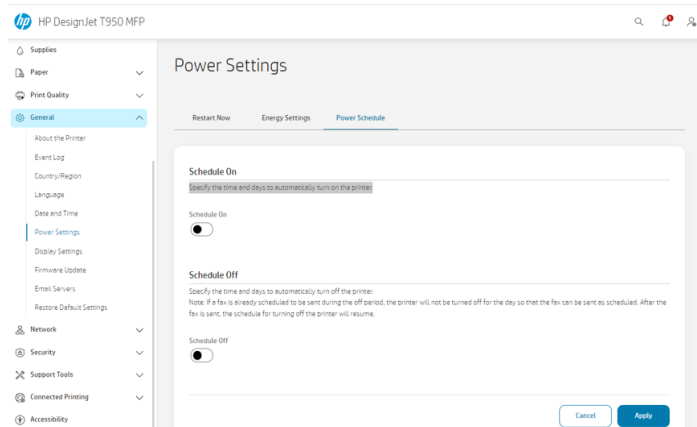 hp HP DesignJet T950 MFP
Supplies
Paper
Print Quality
General
About the Printer
Event Log
Country/Region
Language
Date and Time
Power Settings
Display Settings
Firmware Update
Email Servers
Restore Default Settings
Network
Security
Support Tools
Connected Printing
Accessibility
Power Settings
Restart Now Energy Settings Power Schedule
Schedule On
Specify the time and days to automatically turn on the printer.
Schedule On
Schedule Off
Specify the time and days to automatically turn off the printer.
Note: If a fax is already scheduled to be sent during the off period, the printer will not be turned off for the day so that the fax can be sent as scheduled. After the
fax is sent, the schedule for turning off the printer will resume.
Schedule Off
Cancel Apply